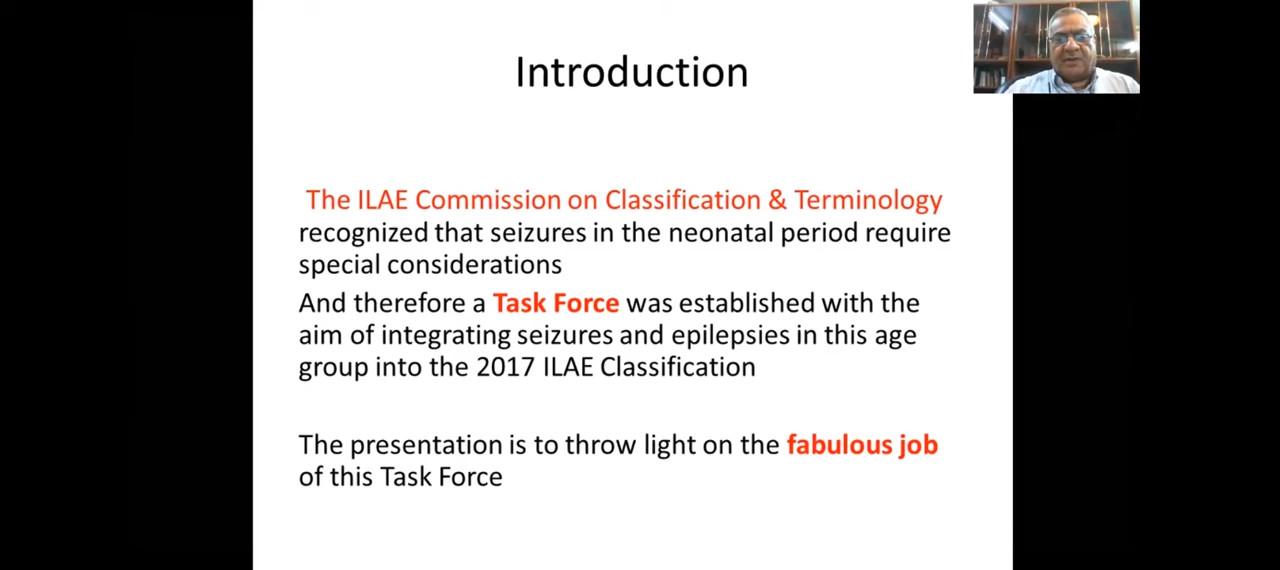 Introduction
The ILAE Commission on Classification & Terminology
recognized that seizures in the neonatal period require
special considerations
And therefore a Task Force was established with the
aim of integrating seizures and epilepsies in this age
group into the 2017 ILAE Classification
The presentation is to throw light on the fabulous job
of this Task Force